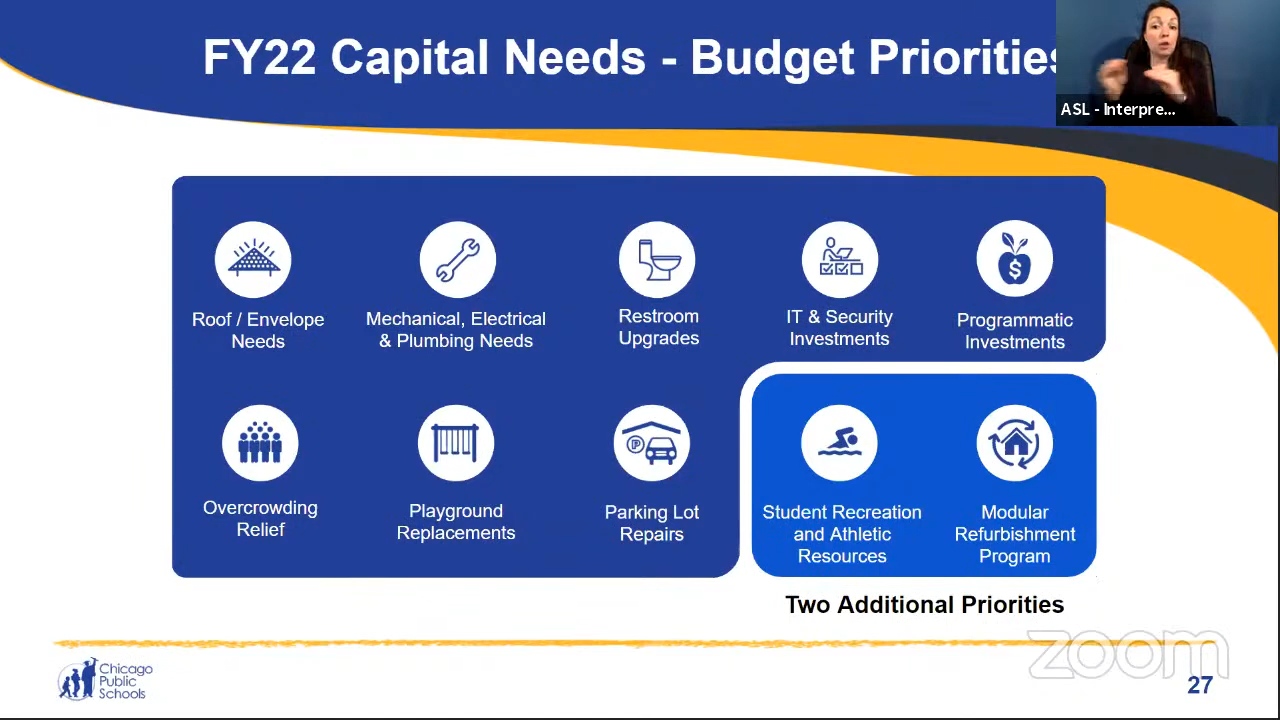 FY22 Capital Needs - Budget Priorities
ASL - Interpre...
Roof / Envelope
Needs
Mechanical, Electrical
& Plumbing Needs
Restroom
Upgrades
IT & Security
Investments
Programmatic
Investments
Overcrowding
Relief
Playground
Replacements
Parking Lot
Repairs
Student Recreation
and Athletic
Resources
Modular
Refurbishment
Program
Two Additional Priorities
Chicago
Public
Schools
zoom
27